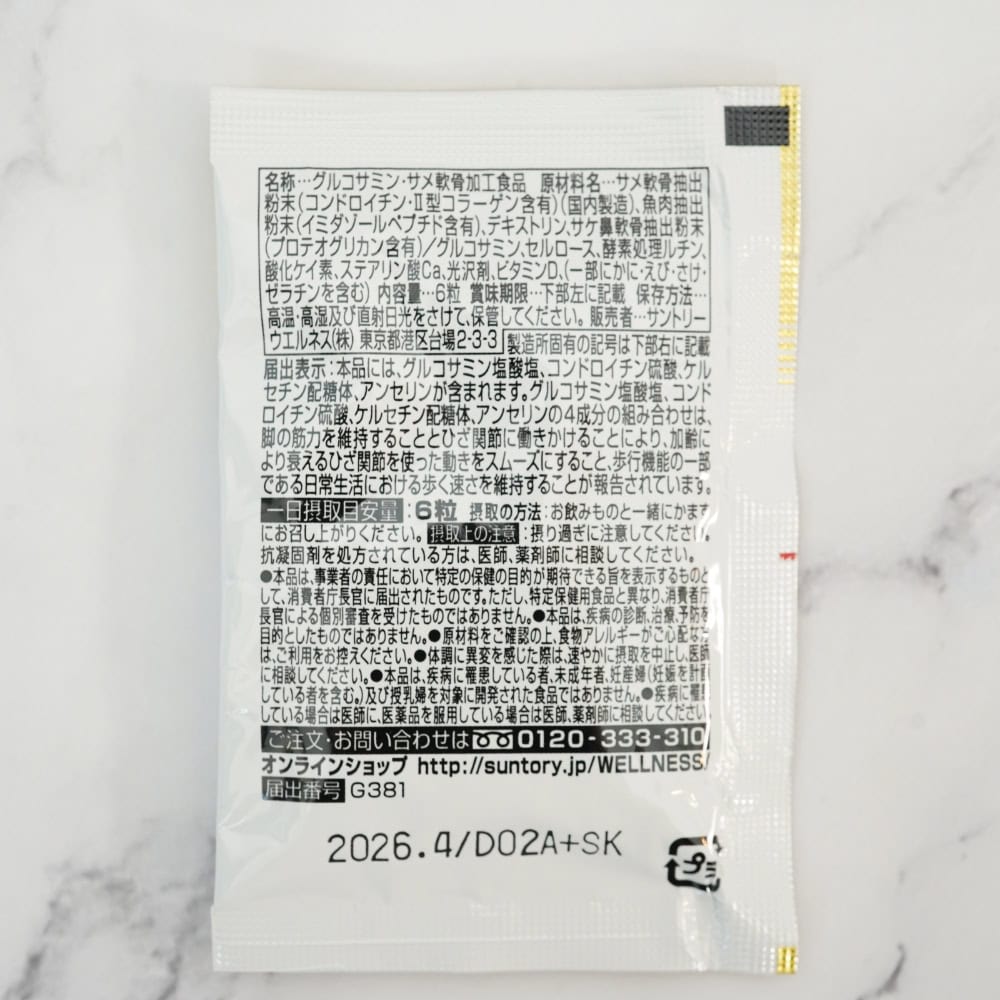 名称…グルコサミン・サメ軟骨加工食品 原材料名…サメ軟骨抽出
粉末(コンドロイチン・Ⅱ型コラーゲン含有)(国内製造)、魚肉抽出
粉末(イミダゾールペプチド含有)、デキストリン、サケ鼻軟骨抽出粉末
(プロテオグリカン含有)/グルコサミン、セルロース、酵素処理ルチン、
酸化ケイ素、ステアリン酸Ca、光沢剤、ビタミンD、(一部にかに・えび・さけ・
ゼラチンを含む) 内容量…6粒 賞味期限…下部左に記載 保存方法…
高温・高湿及び直射日光をさけて、保管してください。 販売者…サントリー
ウエルネス(株) 東京都港区台場2-3-3 製造所固有の記号は下部右に記載
届出表示:本品には、グルコサミン塩酸塩、コンドロイチン硫酸、ケル
セチン配糖体、アンセリンが含まれます。グルコサミン塩酸塩、コンド
ロイチン硫酸、ケルセチン配糖体、アンセリンの4成分の組み合わせは、
脚の筋力を維持することとひざ関節に働きかけることにより、加齢に
より衰えるひざ関節を使った動きをスムーズにすること、歩行機能の一部
である日常生活における歩く速さを維持することが報告されています。
一日摂取目安量:6粒 摂取の方法:お飲みものと一緒にかまず
にお召し上がりください。 摂取上の注意:摂り過ぎに注意してください。
抗凝固剤を処方されている方は、医師、薬剤師に相談してください。
●本品は、事業者の責任において特定の保健の目的が期待できる旨を表示するものと
して、消費者庁長官に届出されたものです。ただし、特定保健用食品と異なり、消費者庁
長官による個別審査を受けたものではありません。●本品は、疾病の診断、治療、予防を
目的としたものではありません。●原材料をご確認の上、食物アレルギーがご心配な方
は、ご利用をお控えください。●体調に異変を感じた際は、速やかに摂取を中止し、医師
に相談してください。●本品は、疾病に罹患している者、未成年者、妊産婦(妊娠を計画
している者を含む。)及び授乳婦を対象に開発された食品ではありません。●疾病に罹患
している場合は医師に、医薬品を服用している場合は医師、薬剤師に相談してください
ご注文・お問い合わせは 0120-333-310
オンラインショップ http://suntory.jp/WELLNESS/
届出番号 G381
2026.4/D02A+SK
プラ